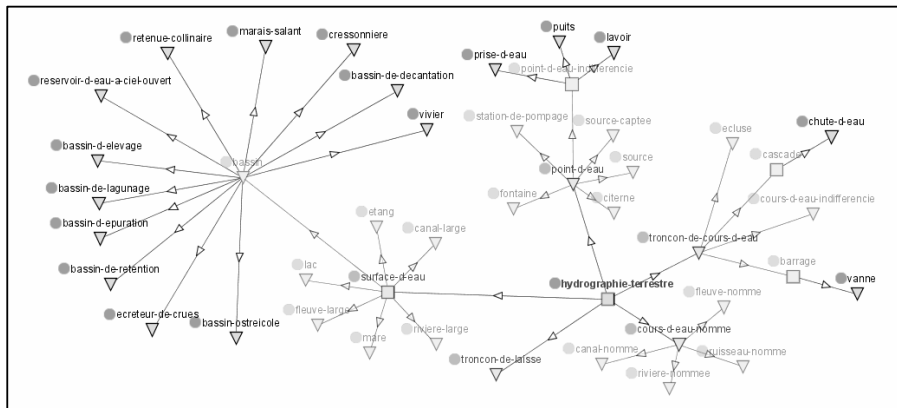 puits
marais-salant
cressonniere
retenue-collinaire
lavoir
prise-d-eau
point-d-eau-indifferencie
bassin-de-decantation
reservoir-d-eau-a-ciel-ouvert
vivier
station-de-pompage
source-captee
ecluse
chute-d-eau
bassin-d-elevage
bassin
source
cascade
point-d-eau
bassin-de-lagunage
fontaine
citerne
cours-d-eau-indifferencie
bassin-d-epuration
etang
canal-large
troncon-de-cours-d-eau
bassin-de-retention
lac
surface-d-eau
barrage
hydrographie-terrestre
vanne
fleuve-large
fleuve-nomme
ecreteur-de-crues
bassin-ostreicole
mare
riviere-large
cours-d-eau-nomme
troncon-de-laisse
canal-nomme
ruisseau-nomme
riviere-nommee